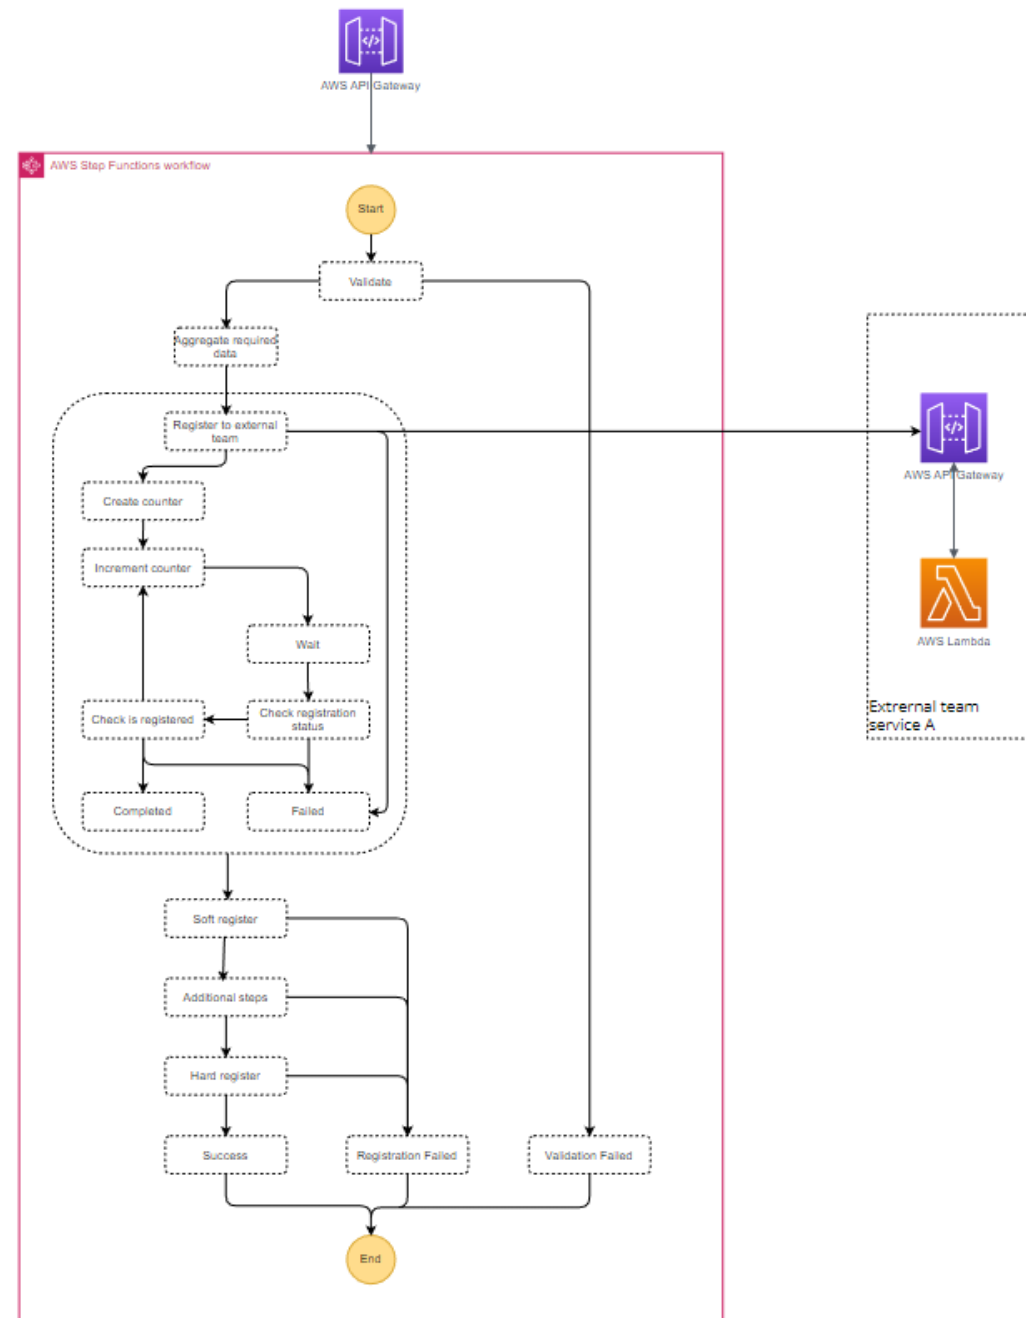 AWS API Gateway
AWS Step Functions workflow
Start
Validate
Aggregate required
data
Register to external
team
AWS API Gateway
Create counter
Increment counter
Wait
AWS Lambda
Check is registered
Check registration
status
Extrernal team
service A
Completed
Failed
Soft register
Additional steps
Hard register
Success
Registration Failed
Validation Failed
End